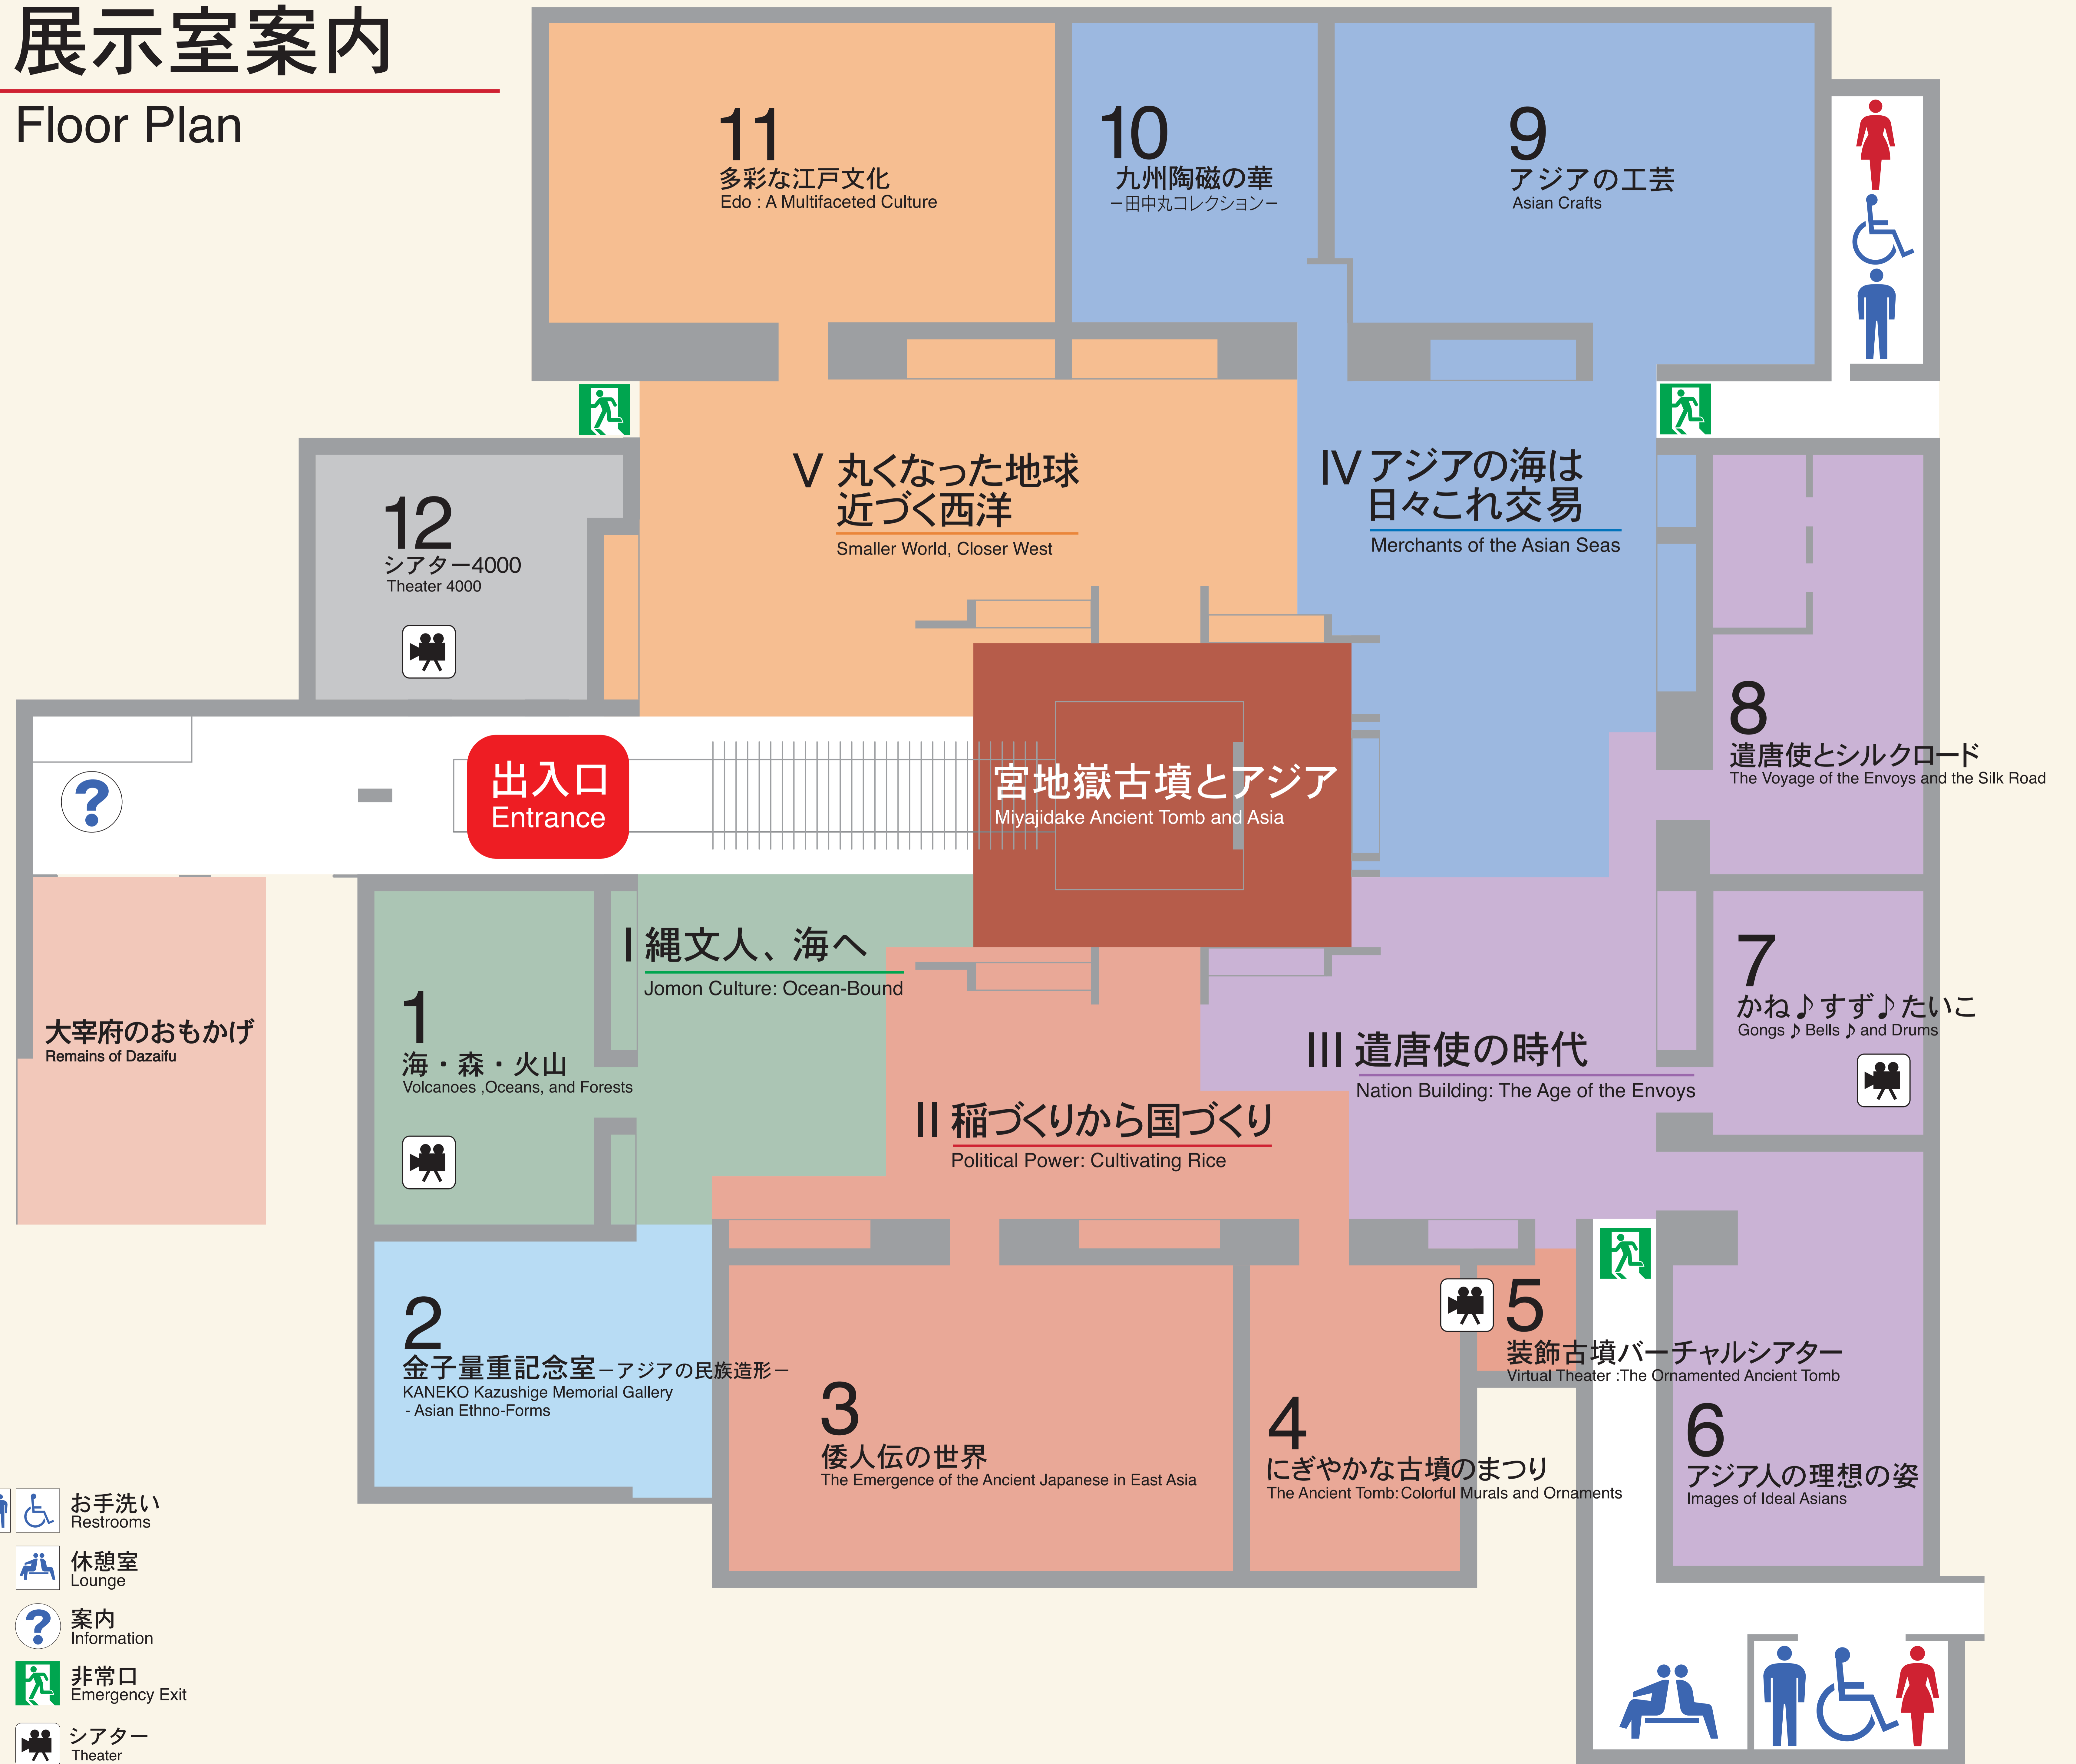 展示室案内
Floor Plan
11
多彩な江戸文化
Edo : A Multifaceted Culture
10
九州陶磁の華
－田中丸コレクション－
9
アジアの工芸
Asian Crafts
V 丸くなった地球
近づく西洋
Smaller World, Closer West
IV アジアの海は
日々これ交易
Merchants of the Asian Seas
12
シアター4000
Theater 4000
8
遣唐使とシルクロード
The Voyage of the Envoys and the Silk Road
出入口
Entrance
宮地嶽古墳とアジア
Miyajidake Ancient Tomb and Asia
?
I 縄文人、海へ
Jomon Culture: Ocean-Bound
7
かね♪すず♪たいこ
Gongs ♪ Bells ♪ and Drums
大宰府のおもかげ
Remains of Dazaifu
1
海・森・火山
Volcanoes ,Oceans, and Forests
III 遣唐使の時代
Nation Building: The Age of the Envoys
II 稲づくりから国づくり
Political Power: Cultivating Rice
2
金子量重記念室－アジアの民族造形－
KANEKO Kazushige Memorial Gallery
- Asian Ethno-Forms
3
倭人伝の世界
The Emergence of the Ancient Japanese in East Asia
4
にぎやかな古墳のまつり
The Ancient Tomb: Colorful Murals and Ornaments
5
装飾古墳バーチャルシアター
Virtual Theater :The Ornamented Ancient Tomb
6
アジア人の理想の姿
Images of Ideal Asians
お手洗い
Restrooms
休憩室
Lounge
?
案内
Information
非常口
Emergency Exit
シアター
Theater